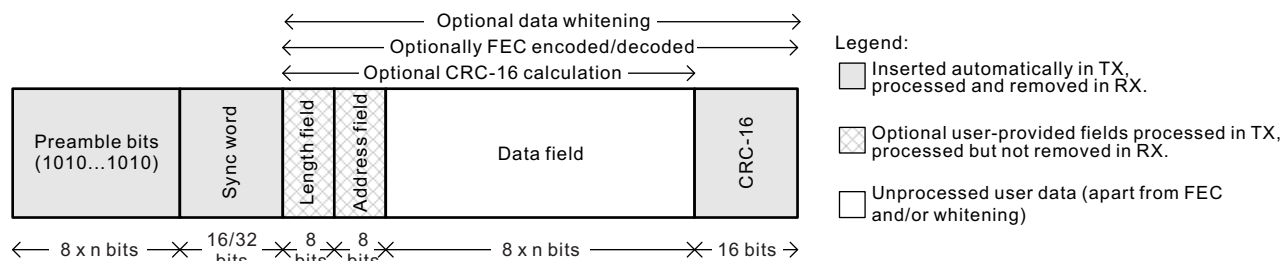 Optional data whitening
Optionally FEC encoded/decoded
Optional CRC-16 calculation
Preamble bits
(1010...1010)
Sync word
Length field
Address field
Data field
CRC-16
8 x n bits
16/32
bits
8
bits
8
bits
8 x n bits
16 bits
Legend:
Inserted automatically in TX,
processed and removed in RX.
Optional user-provided fields processed in TX,
processed but not removed in RX.
Unprocessed user data (apart from FEC
and/or whitening)